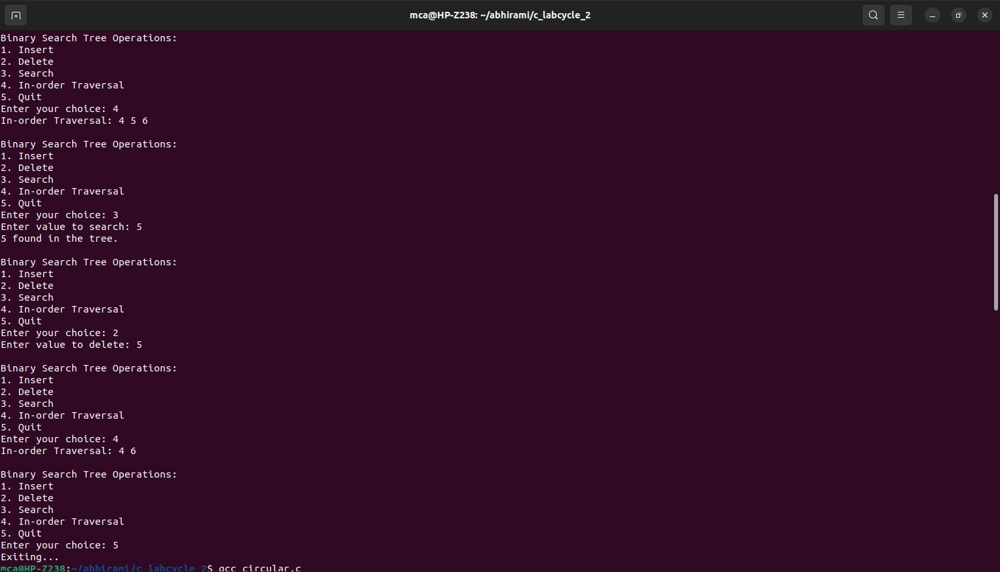 mca@HP-Z238: ~/abhirami/c_labcycle_2
Binary Search Tree Operations:
1. Insert
2. Delete
3. Search
4. In-order Traversal
5. Quit
Enter your choice: 4
In-order Traversal: 4 5 6
Binary Search Tree Operations:
1. Insert
2. Delete
3. Search
4. In-order Traversal
5. Quit
Enter your choice: 3
Enter value to search: 5
5 found in the tree.
Binary Search Tree Operations:
1. Insert
2. Delete
3. Search
4. In-order Traversal
5. Quit
Enter your choice: 2
Enter value to delete: 5
Binary Search Tree Operations:
1. Insert
2. Delete
3. Search
4. In-order Traversal
5. Quit
Enter your choice: 4
In-order Traversal: 4 6
Binary Search Tree Operations:
1. Insert
2. Delete
3. Search
4. In-order Traversal
5. Quit
Enter your choice: 5
Exiting...
mca@HP-Z238:~/abhirami/c_labcycle_2$ gcc circular.c